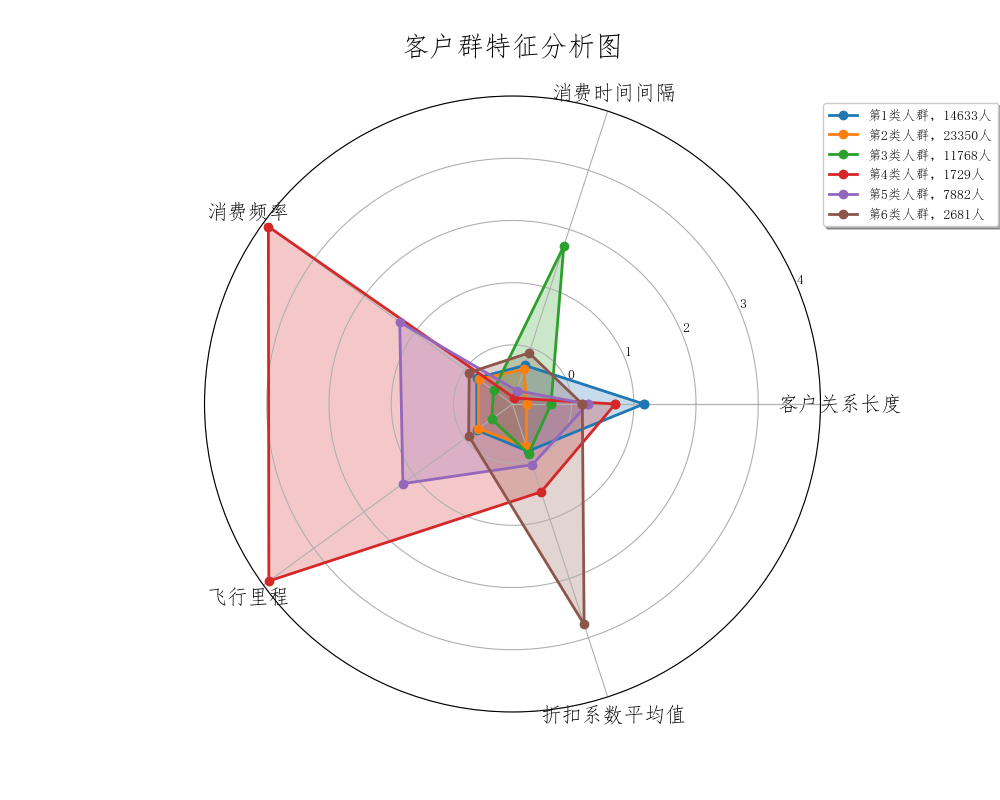 客户群特征分析图
消费时间间隔
第1类人群，14633人
第2类人群，23350人
第3类人群，11768人
第4类人群，1729人
第5类人群，7882人
第6类人群，2681人
消费频率
4
3
2
1
0
客户关系长度
飞行里程
折扣系数平均值